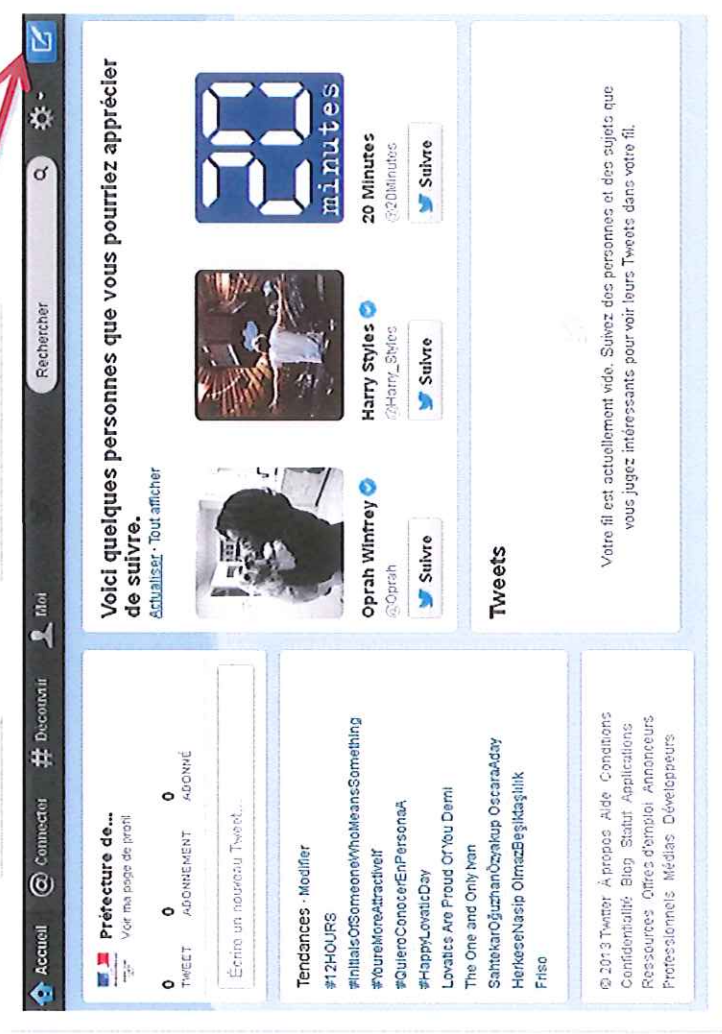 Accueil @ Connecter # Découvrir Moi Rechercher
Préfecture de...
Voir ma page de profil
0 0 0
TWEET ABONNEMENT ABONNÉ
Écrire un nouveau Tweet...
Tendances · Modifier
#12HOURS
#InitialsOfSomeoneWhoMeansSomething
#YoureMoreAttractiveIf
#QuieroConocerEnPersonaA
#HappyLovaticDay
Lovatics Are Proud Of You Demi
The One and Only Ivan
SahtekarOğuzhanÖzyakup OscaraAday
HerkeseNasip OlmazBeşiktaşlılık
Friso
© 2013 Twitter À propos Aide Conditions
Confidentialité Blog Statut Applications
Ressources Offres d'emploi Annonceurs
Professionnels Médias Développeurs
Voici quelques personnes que vous pourriez apprécier
de suivre.
Actualiser · Tout afficher
Oprah Winfrey
@Oprah
Suivre
Harry Styles
@Harry_Styles
Suivre
20
minutes
20 Minutes
@20Minutes
Suivre
Tweets
Votre fil est actuellement vide. Suivez des personnes et des sujets que
vous jugez intéressants pour voir leurs Tweets dans votre fil.